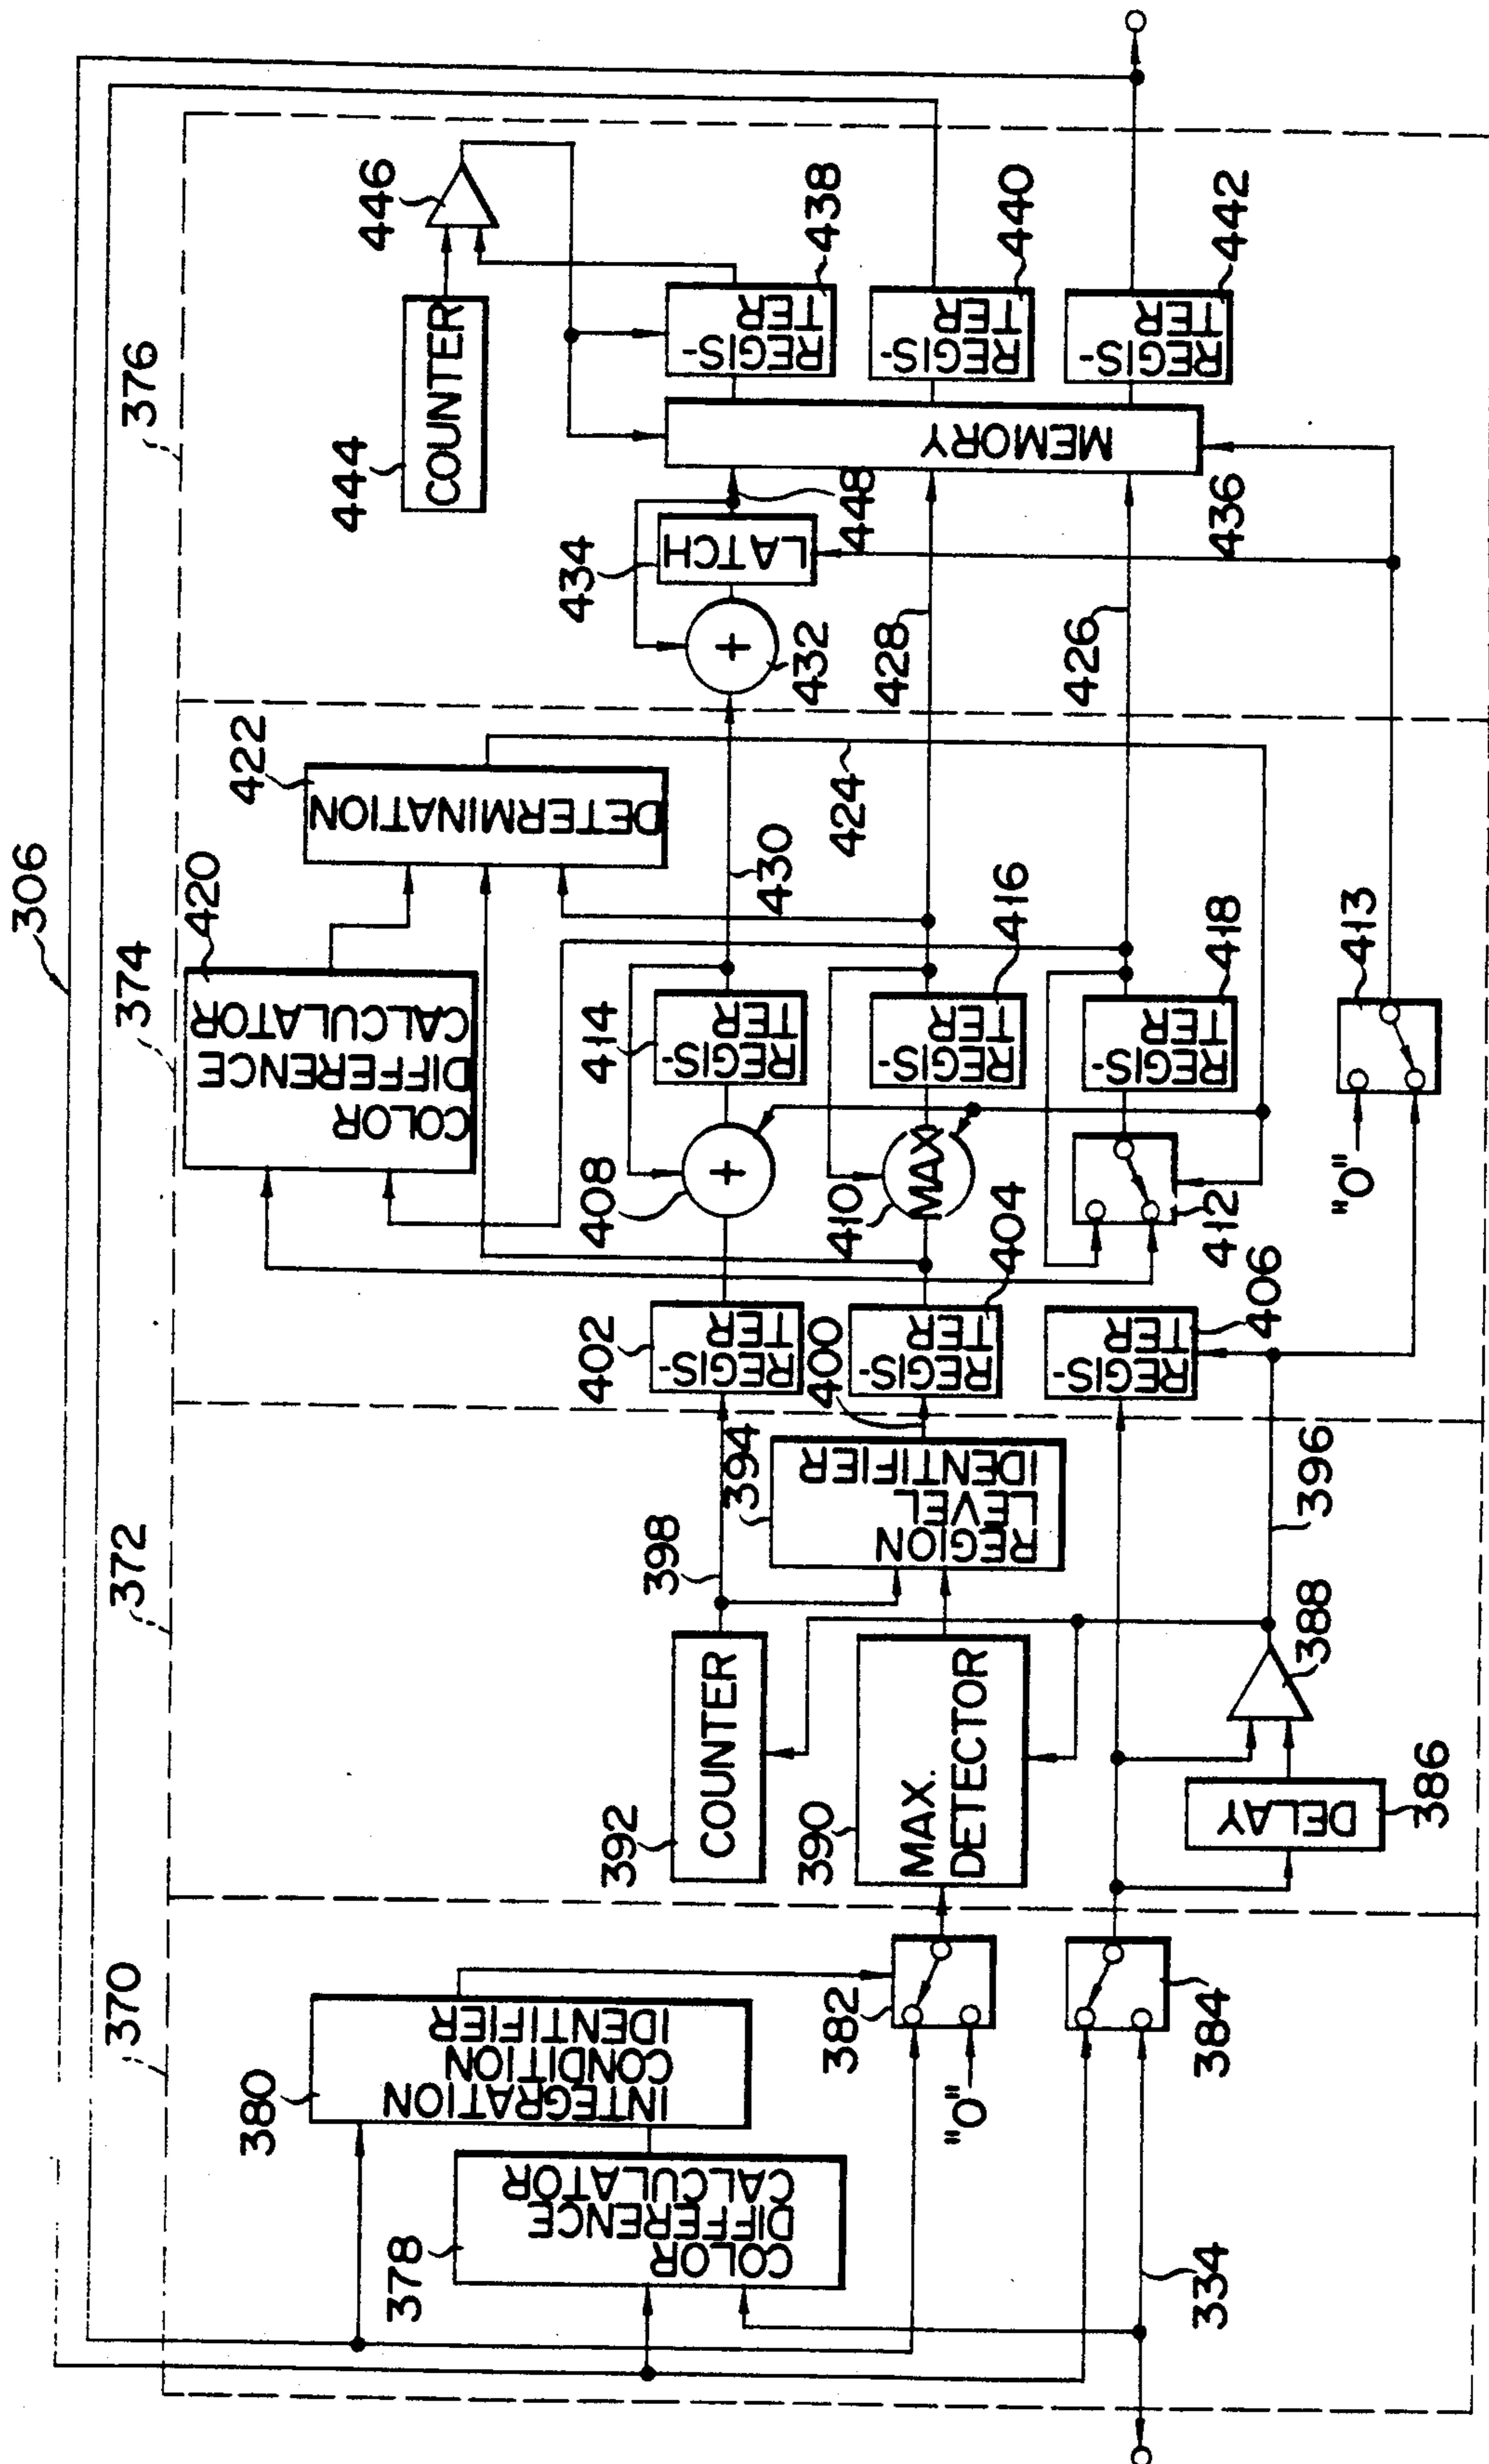 306
370
380
INTEGRATION
CONDITION
IDENTIFIER
378
COLOR
DIFFERENCE
CALCULATOR
382
"0"
384
334
372
392
COUNTER
398
390
MAX.
DETECTOR
394
REGION
LEVEL
IDENTIFIER
400
386
DELAY
388
396
374
420
COLOR
DIFFERENCE
CALCULATOR
422
DETERMINATION
402
REGIS-
TER
408
+
414
REGIS-
TER
430
404
REGIS-
TER
410
MAX
416
REGIS-
TER
424
406
REGIS-
TER
412
418
REGIS-
TER
"0"
413
376
444
COUNTER
446
432
+
434
LATCH
448
428
426
436
MEMORY
438
REGIS-
TER
440
REGIS-
TER
442
REGIS-
TER